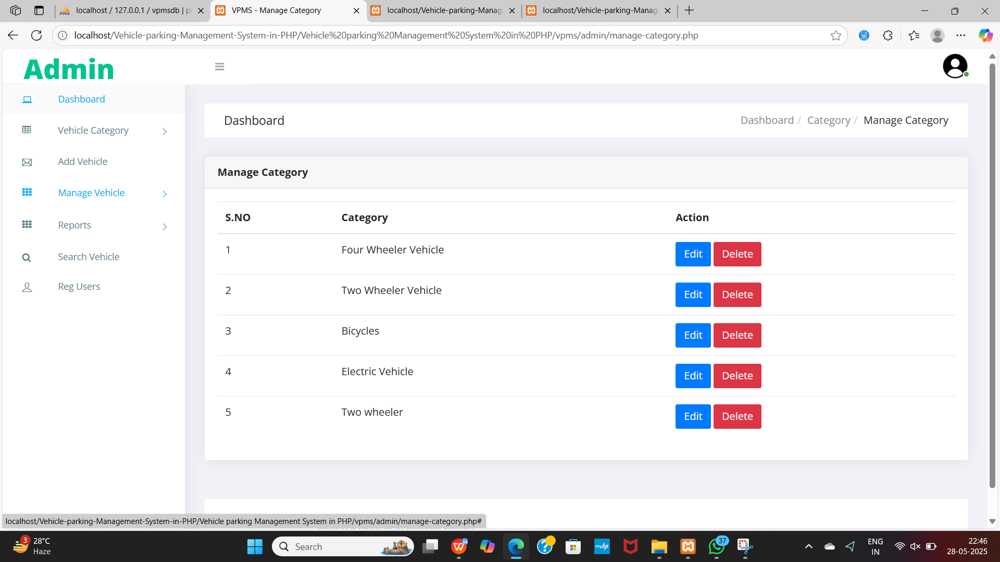 localhost / 127.0.0.1 / vpmsdb | p
VPMS - Manage Category
localhost/Vehicle-parking-Manag
localhost/Vehicle-parking-Manag
localhost/Vehicle-parking-Management-System-in-PHP/Vehicle%20parking%20Management%20System%20in%20PHP/vpms/admin/manage-category.php
Admin
Dashboard
Vehicle Category
Add Vehicle
Manage Vehicle
Reports
Search Vehicle
Reg Users
Dashboard
Dashboard / Category / Manage Category
Manage Category
S.NO Category Action
1 Four Wheeler Vehicle Edit Delete
2 Two Wheeler Vehicle Edit Delete
3 Bicycles Edit Delete
4 Electric Vehicle Edit Delete
5 Two wheeler Edit Delete
localhost/Vehicle-parking-Management-System-in-PHP/Vehicle parking Management System in PHP/vpms/admin/manage-category.php#
3
28°C
Haze
Search
myhp
37
ENG
IN
22:46
28-05-2025